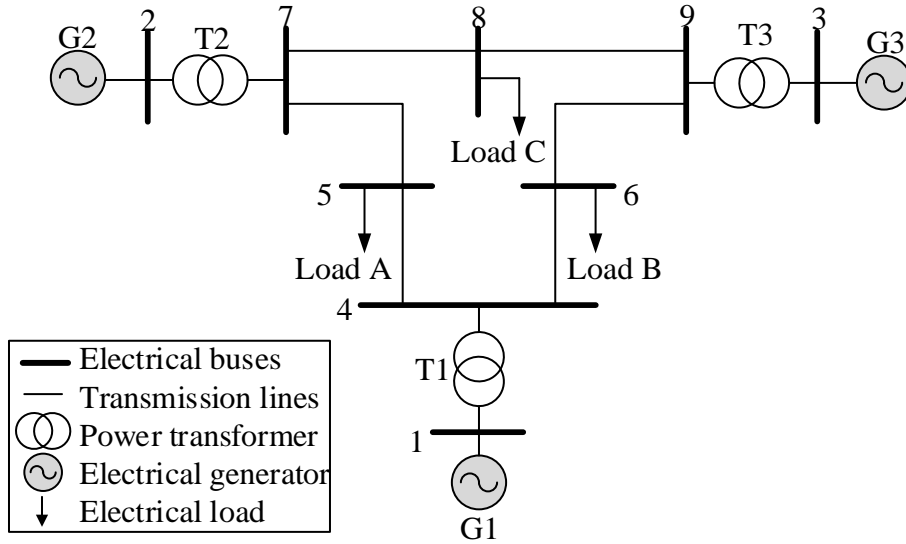 2
7
8
9
3
G2
T2
T3
G3
Load C
5
6
Load A
Load B
4
T1
1
G1
Electrical buses
Transmission lines
Power transformer
Electrical generator
Electrical load